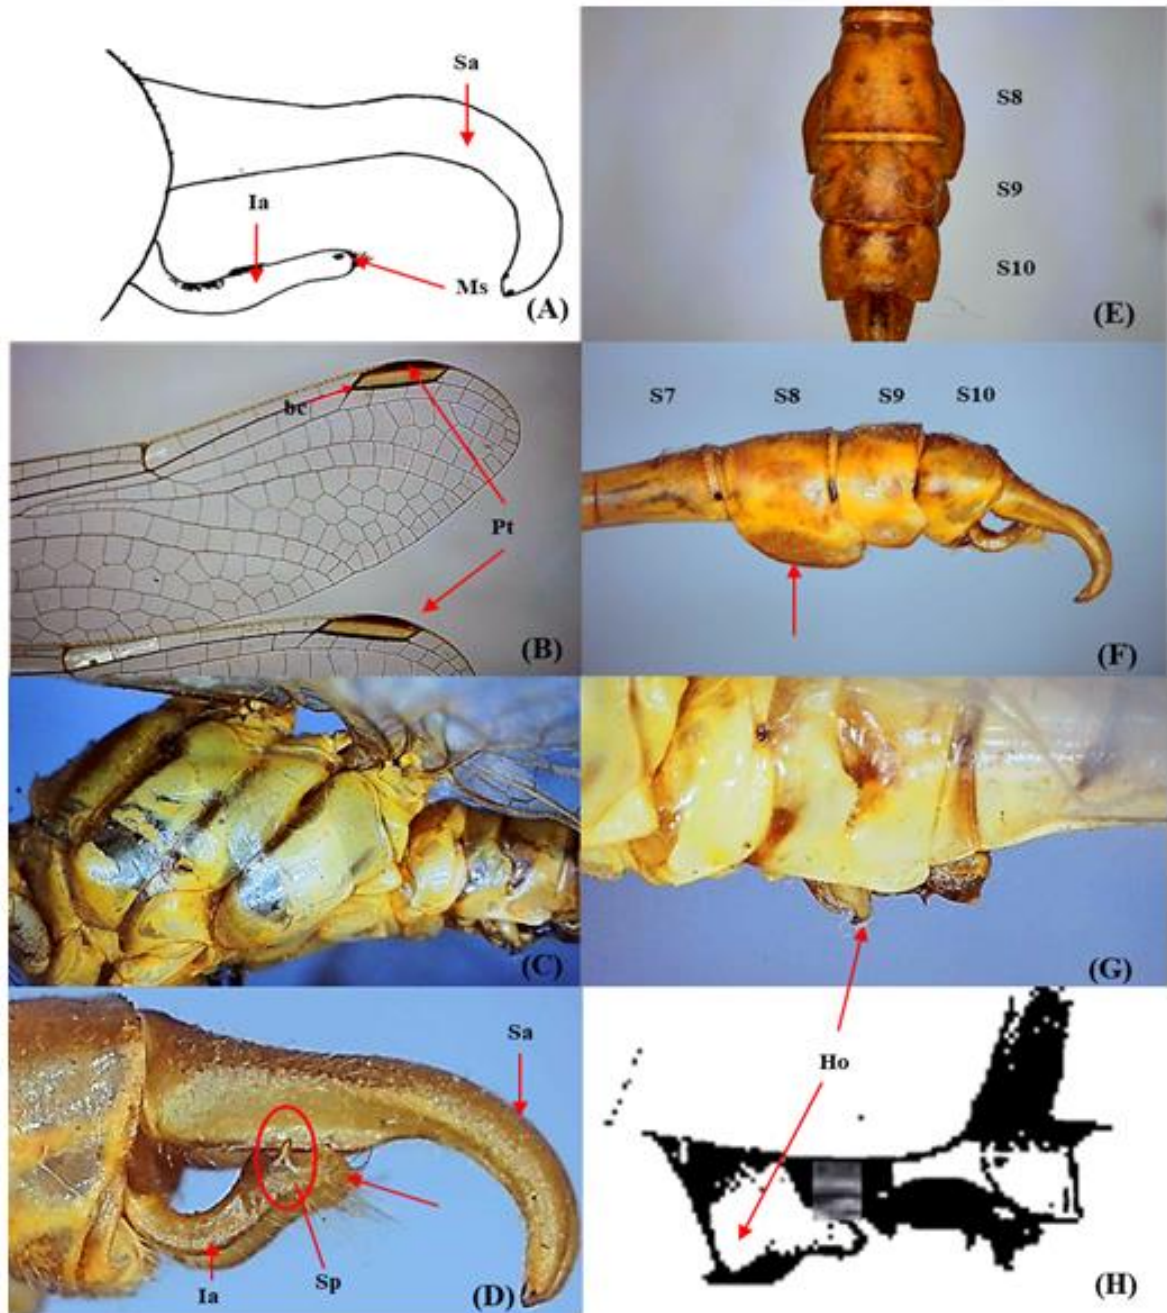 Sa
Ia
Ms
(A)
S8
S9
S10
(E)
bc
Pt
(B)
S7 S8 S9 S10
(F)
(C)
(G)
Sa
Sp
Ia
(D)
Ho
(H)